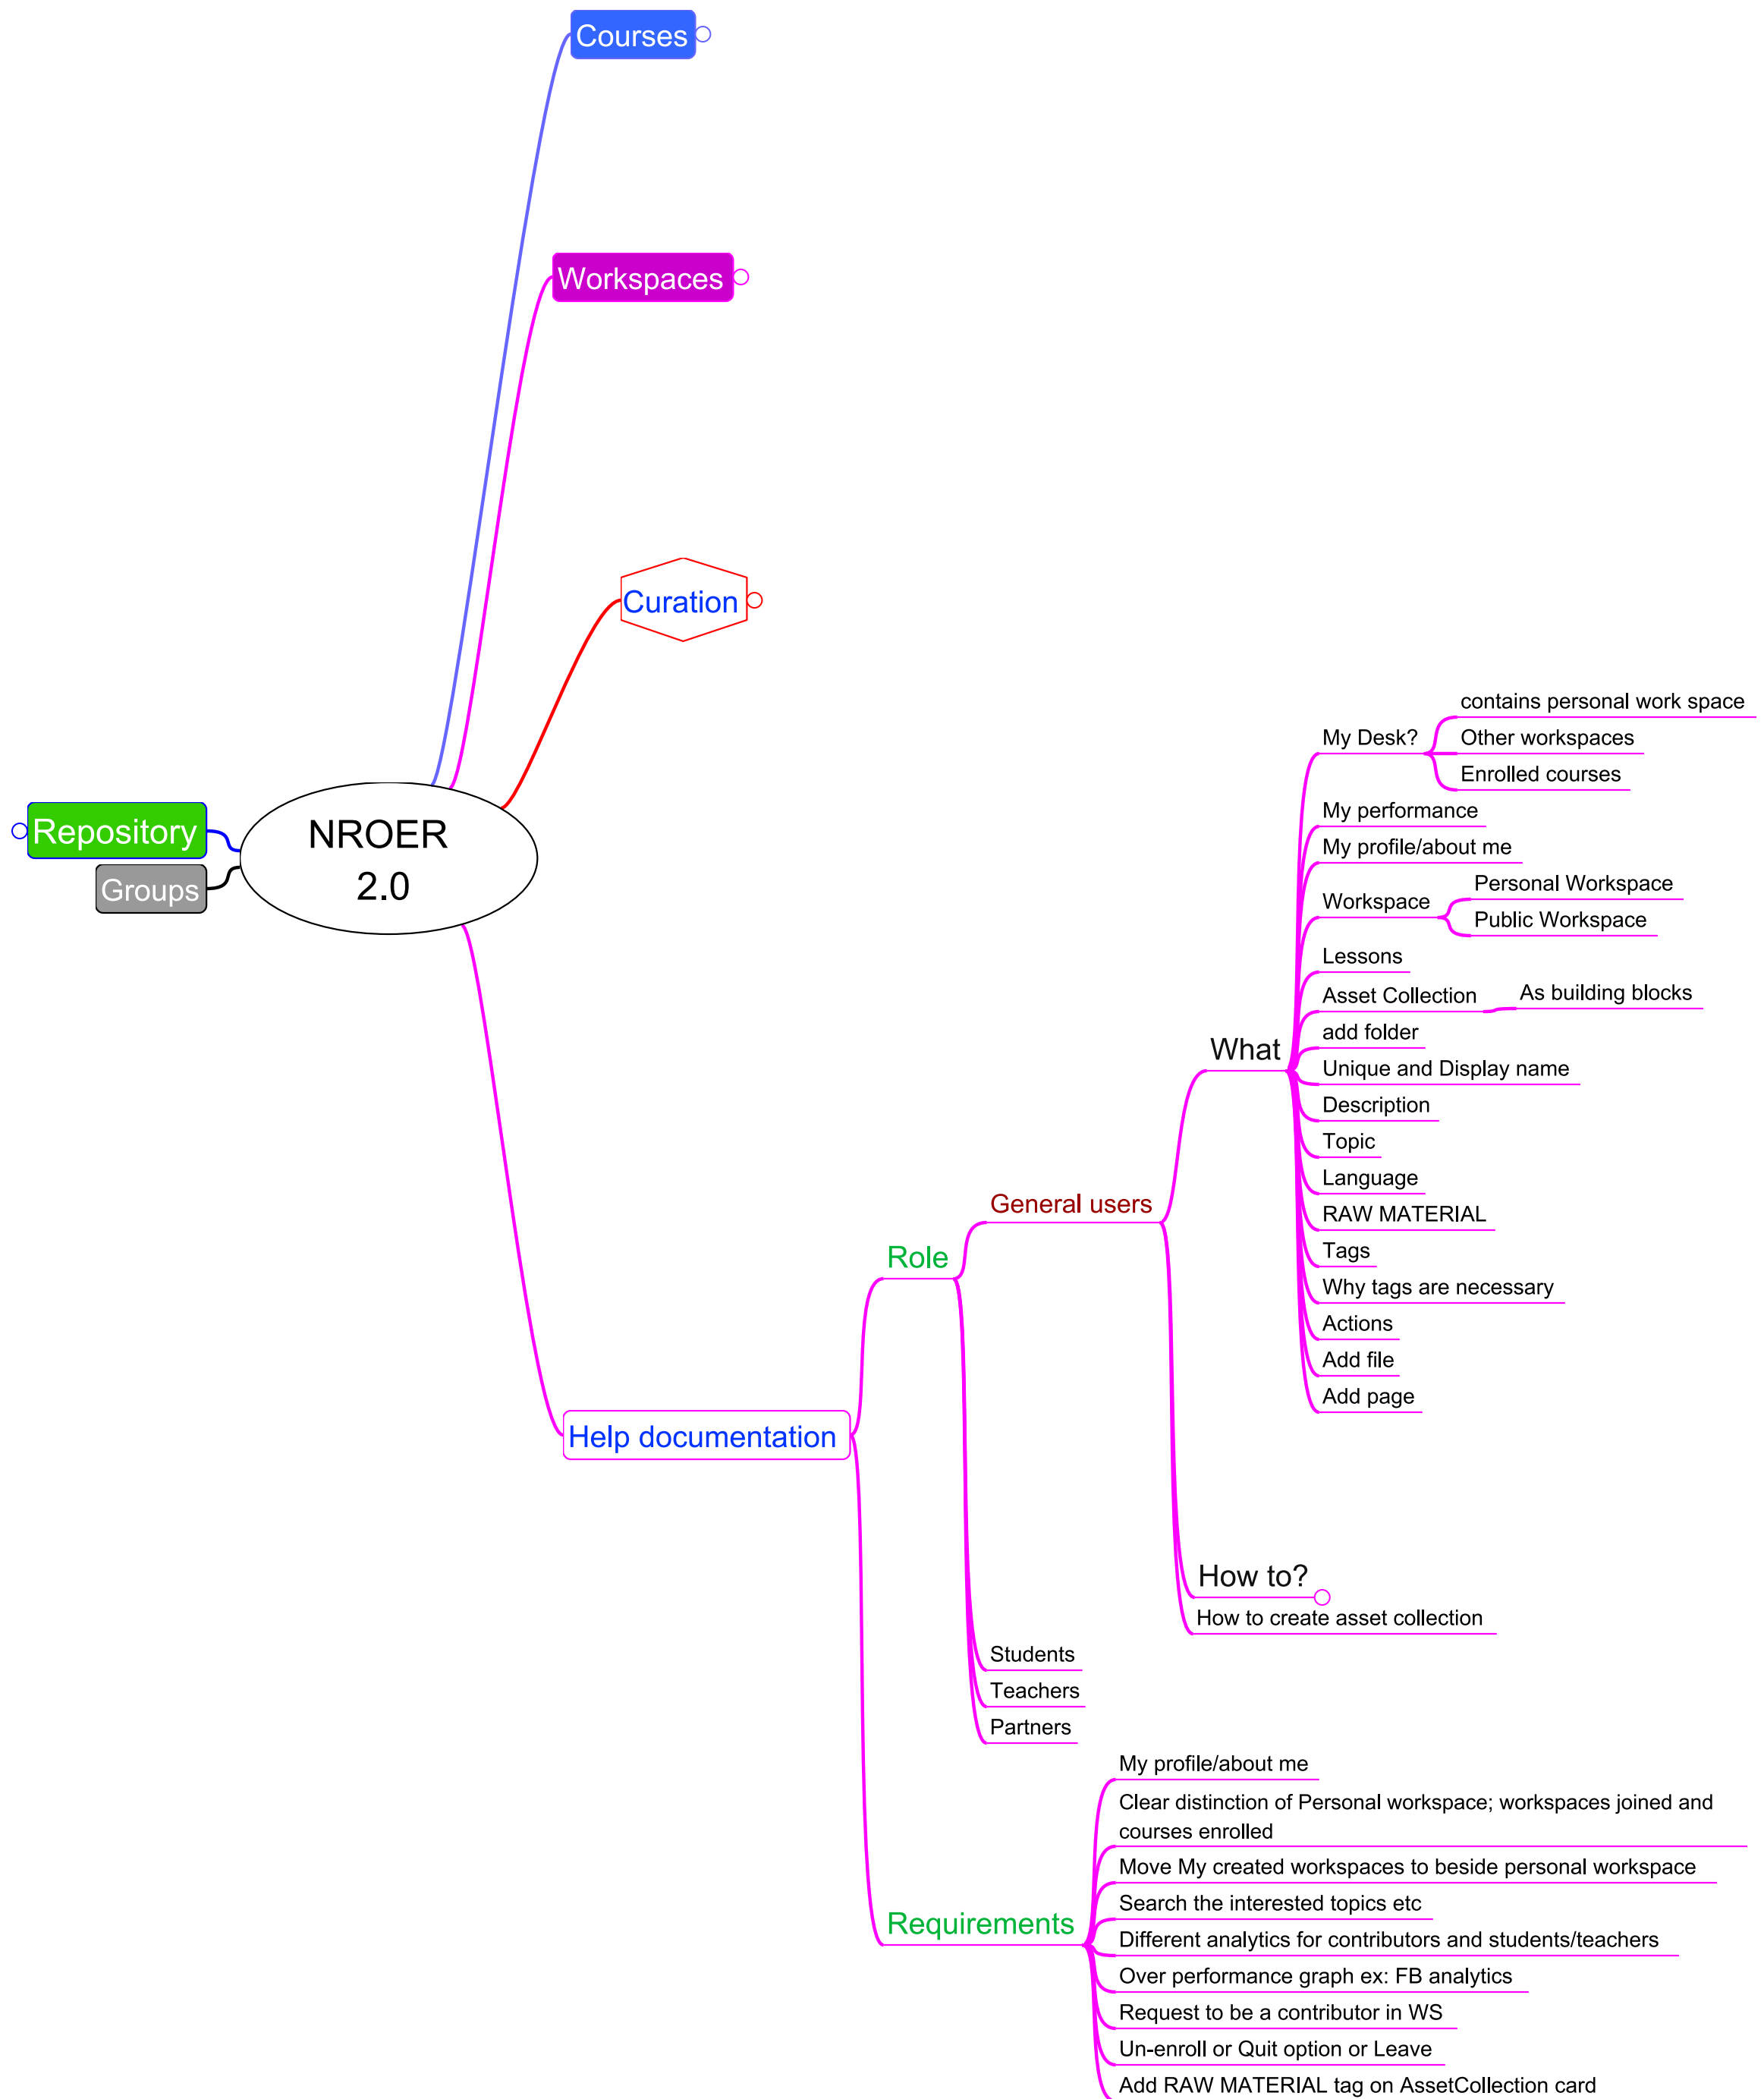 Courses
Workspaces
Curation
Repository
Groups
NROER
2.0
Help documentation
Role
General users
What
My Desk?
contains personal work space
Other workspaces
Enrolled courses
My performance
My profile/about me
Workspace
Personal Workspace
Public Workspace
Lessons
Asset Collection
As building blocks
add folder
Unique and Display name
Description
Topic
Language
RAW MATERIAL
Tags
Why tags are necessary
Actions
Add file
Add page
How to?
How to create asset collection
Students
Teachers
Partners
Requirements
My profile/about me
Clear distinction of Personal workspace; workspaces joined and
courses enrolled
Move My created workspaces to beside personal workspace
Search the interested topics etc
Different analytics for contributors and students/teachers
Over performance graph ex: FB analytics
Request to be a contributor in WS
Un-enroll or Quit option or Leave
Add RAW MATERIAL tag on AssetCollection card